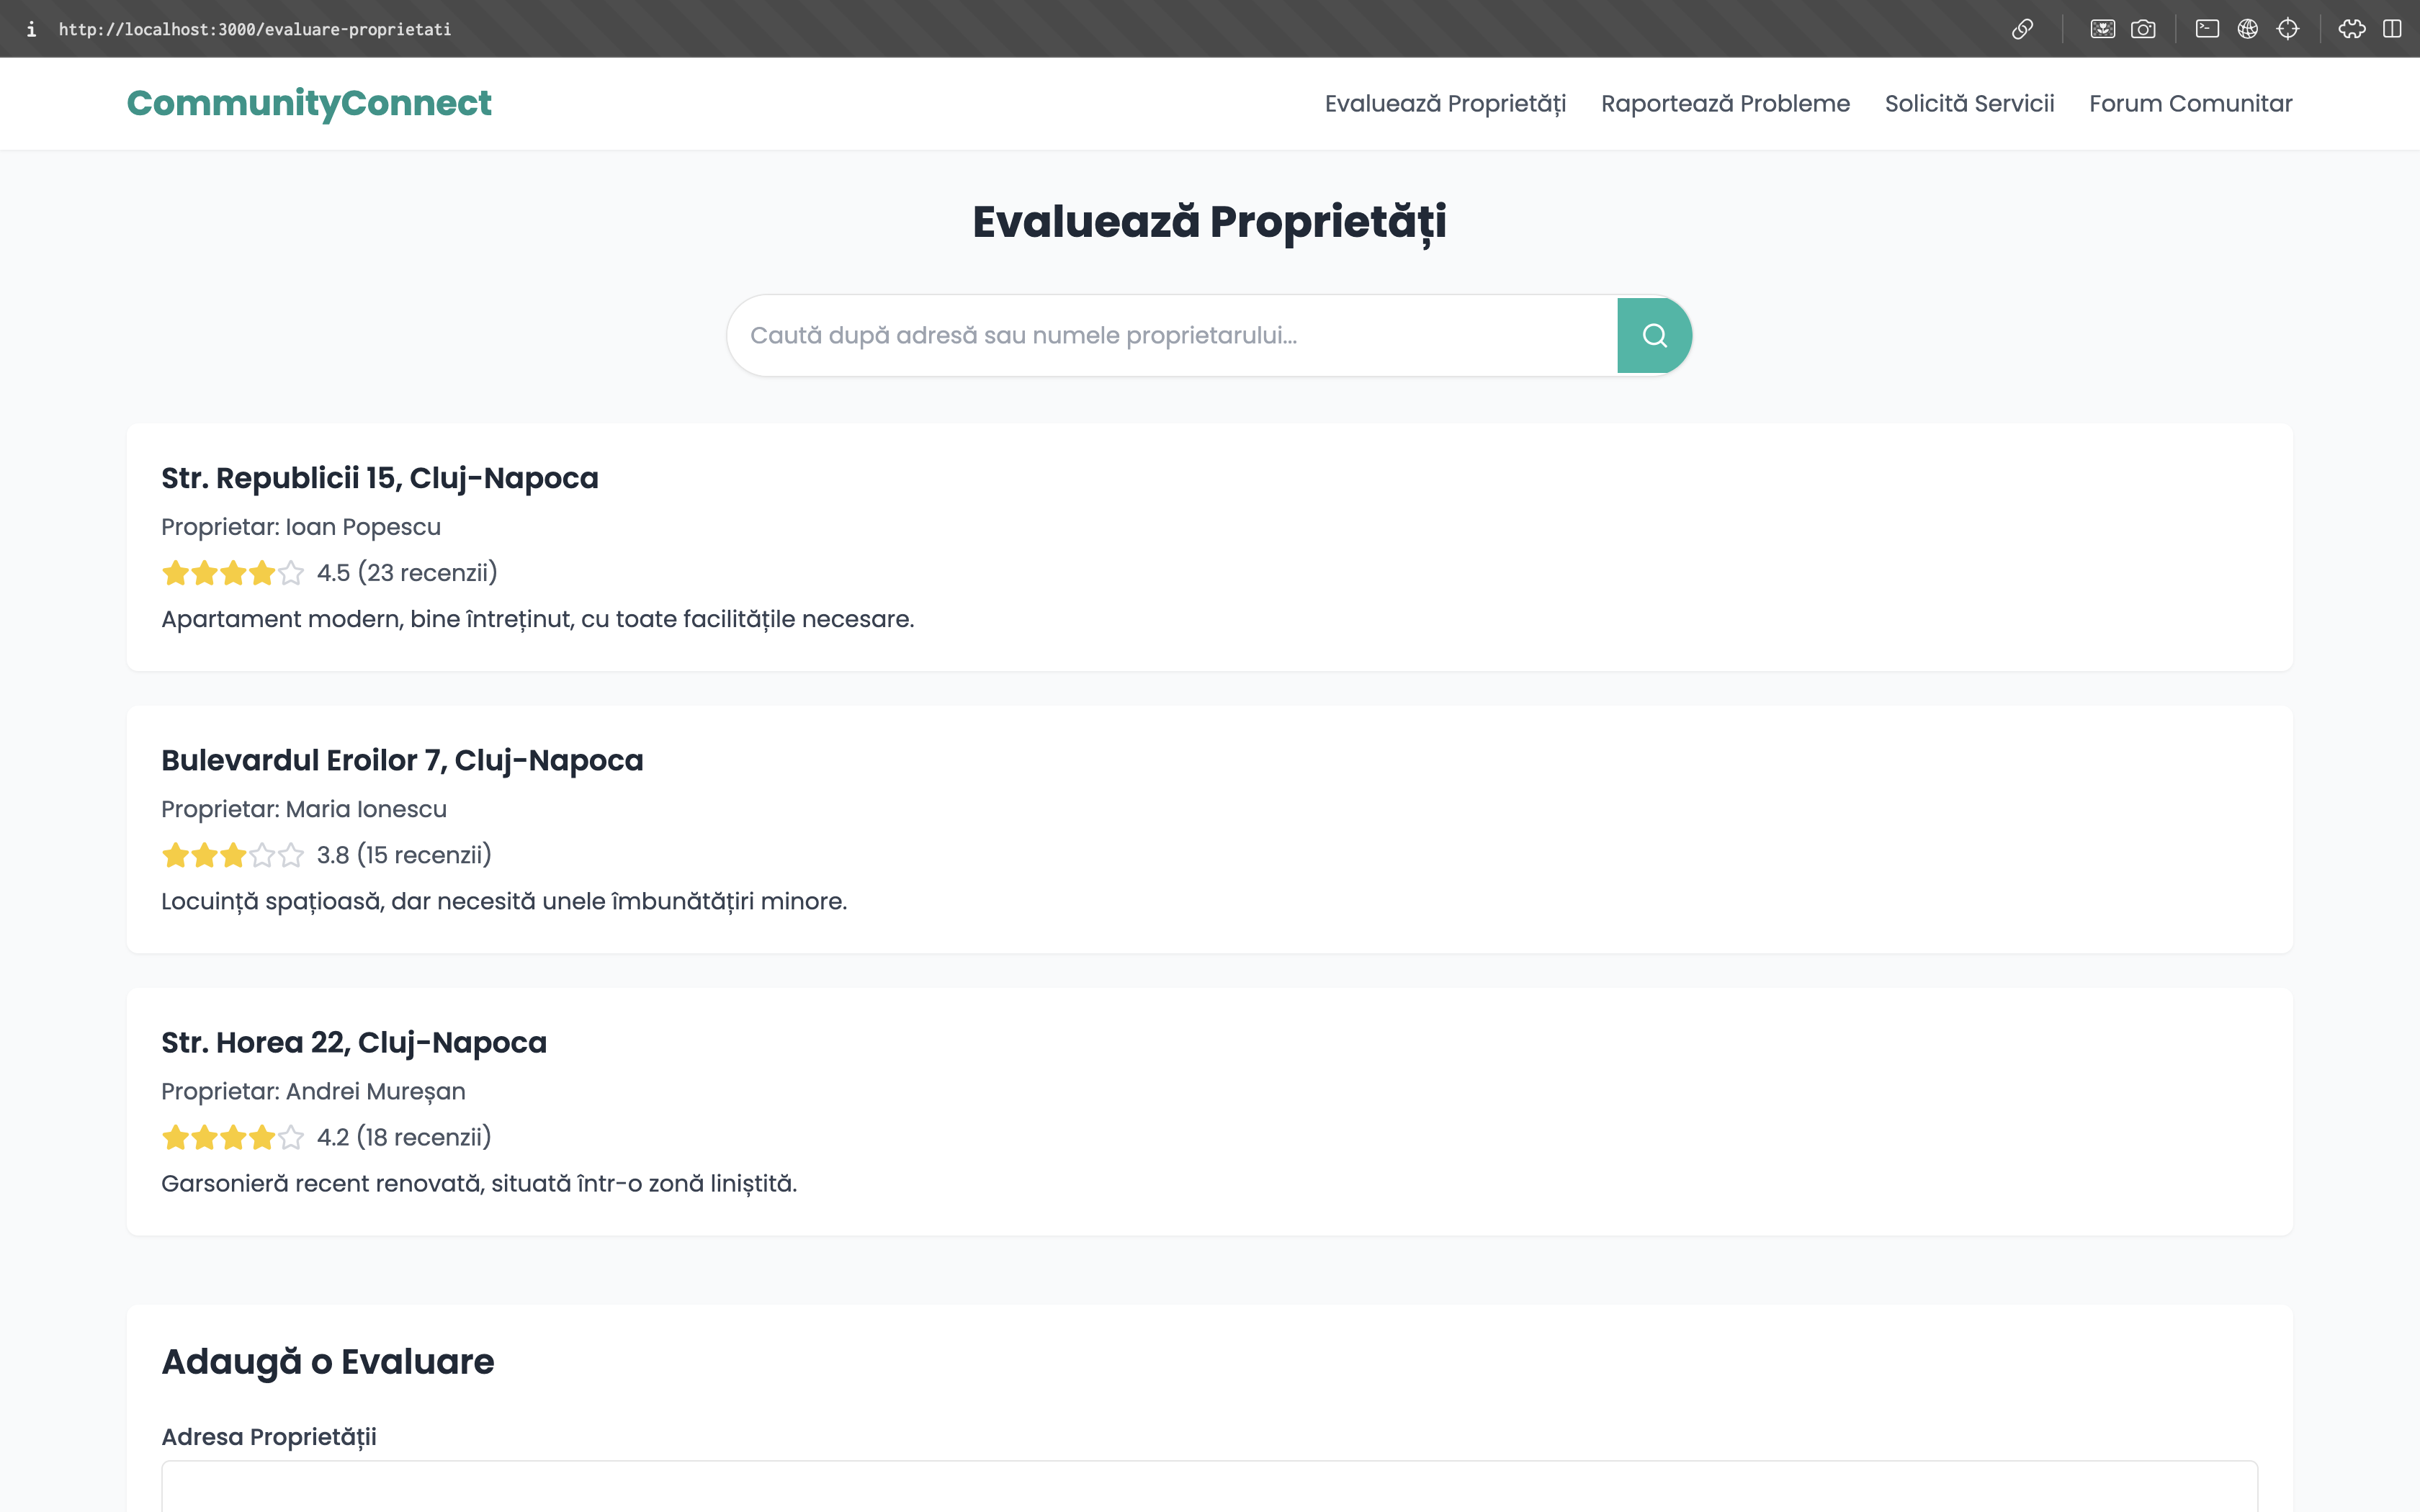 i http://localhost:3000/evaluare-proprietati
CommunityConnect
Evaluează Proprietăți Raportează Probleme Solicită Servicii Forum Comunitar
Evaluează Proprietăți
Caută după adresă sau numele proprietarului...
Str. Republicii 15, Cluj-Napoca
Proprietar: Ioan Popescu
4.5 (23 recenzii)
Apartament modern, bine întreținut, cu toate facilitățile necesare.
Bulevardul Eroilor 7, Cluj-Napoca
Proprietar: Maria Ionescu
3.8 (15 recenzii)
Locuință spațioasă, dar necesită unele îmbunătățiri minore.
Str. Horea 22, Cluj-Napoca
Proprietar: Andrei Mureșan
4.2 (18 recenzii)
Garsonieră recent renovată, situată într-o zonă liniștită.
Adaugă o Evaluare
Adresa Proprietății